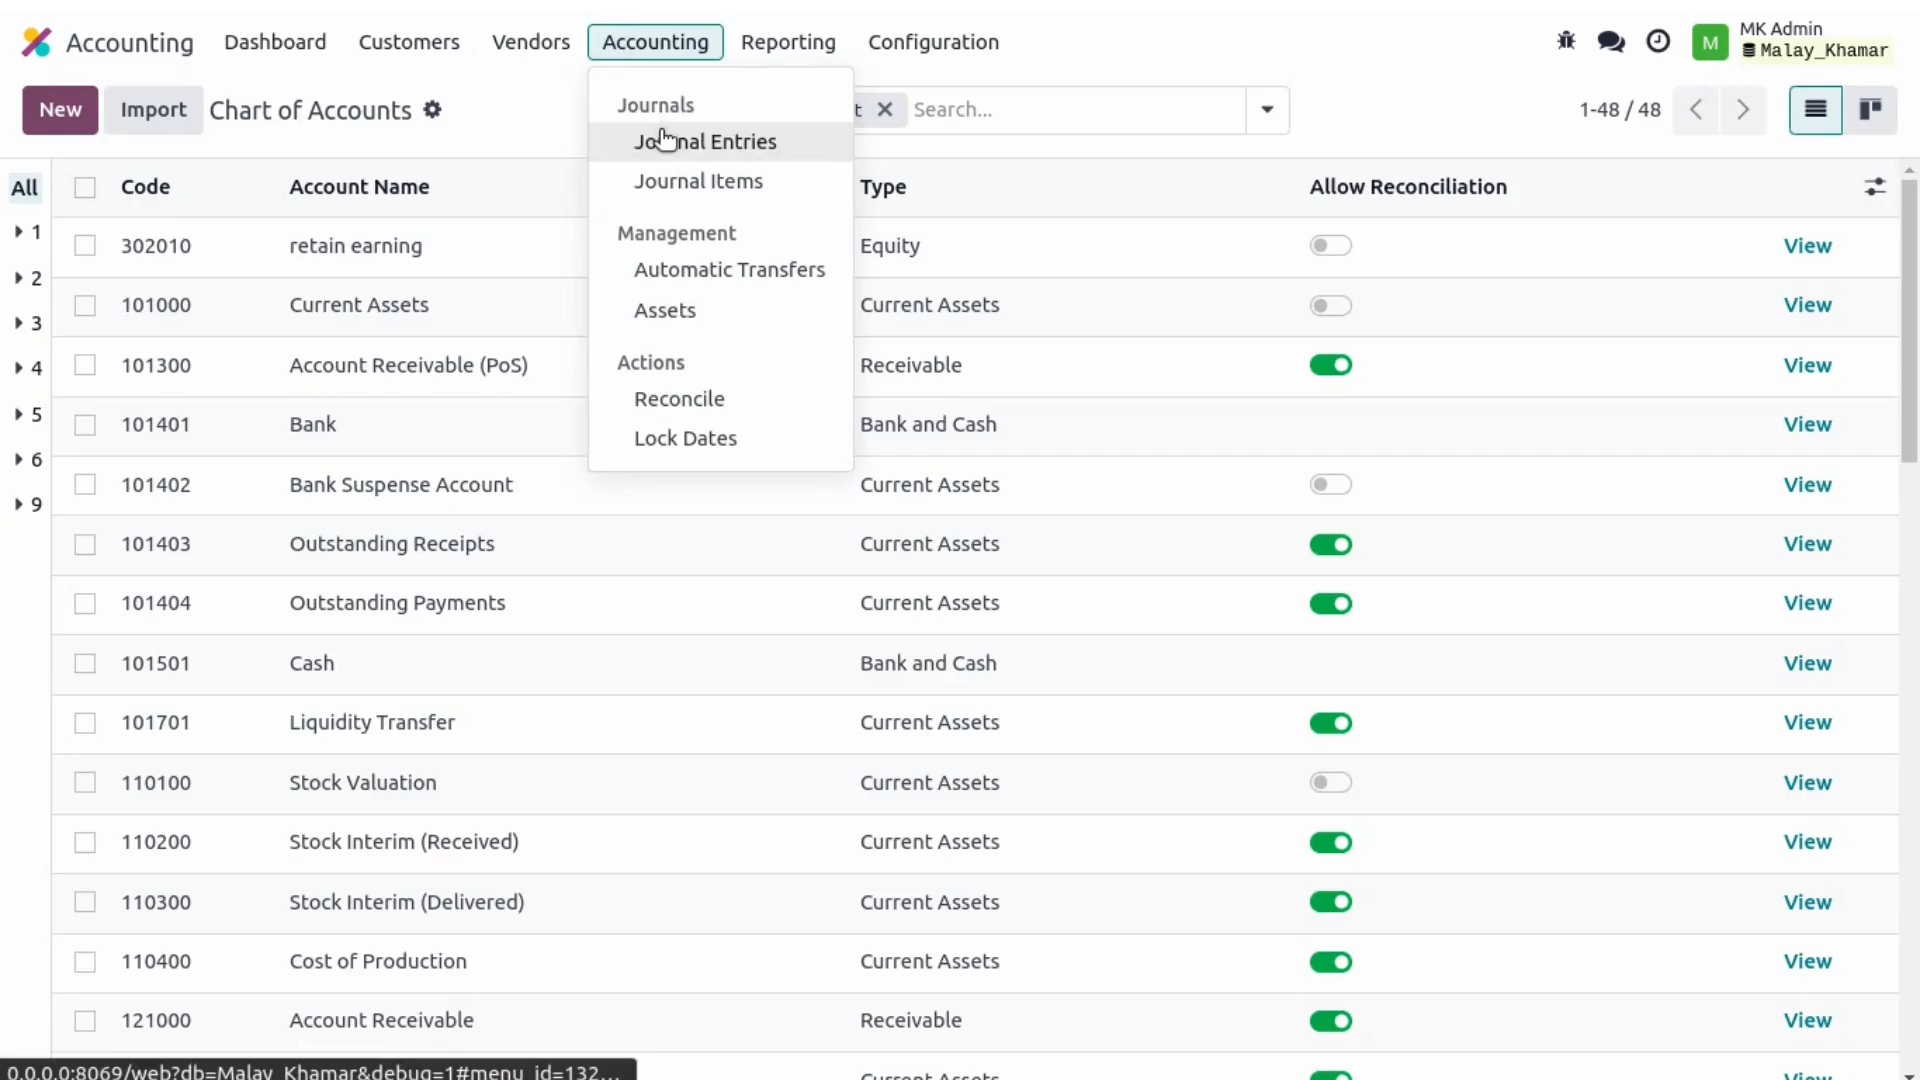 Accounting Dashboard Customers Vendors Accounting Reporting Configuration
M MK Admin
Malay_Khamar
New Import Chart of Accounts t Search... 1-48 / 48
Journals
Journal Entries
Journal Items
Management
Automatic Transfers
Assets
Actions
Reconcile
Lock Dates
All Code Account Name Type Allow Reconciliation
1
2
3
4
5
6
9
302010 retain earning Equity View
101000 Current Assets Current Assets View
101300 Account Receivable (PoS) Receivable View
101401 Bank Bank and Cash View
101402 Bank Suspense Account Current Assets View
101403 Outstanding Receipts Current Assets View
101404 Outstanding Payments Current Assets View
101501 Cash Bank and Cash View
101701 Liquidity Transfer Current Assets View
110100 Stock Valuation Current Assets View
110200 Stock Interim (Received) Current Assets View
110300 Stock Interim (Delivered) Current Assets View
110400 Cost of Production Current Assets View
121000 Account Receivable Receivable View
Current Assets View
0.0.0.0:8069/web?db=Malay_Khamar&debug=1#menu_id=132...